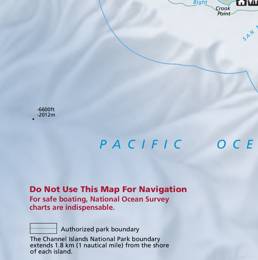 Bight
Crook
Point
SAN
-6600ft
-2012m
PACIFIC OCE
Do Not Use This Map For Navigation
For safe boating, National Ocean Survey
charts are indispensable.
Authorized park boundary
The Channel Islands National Park boundary
extends 1.8 km (1 nautical mile) from the shore
of each island.